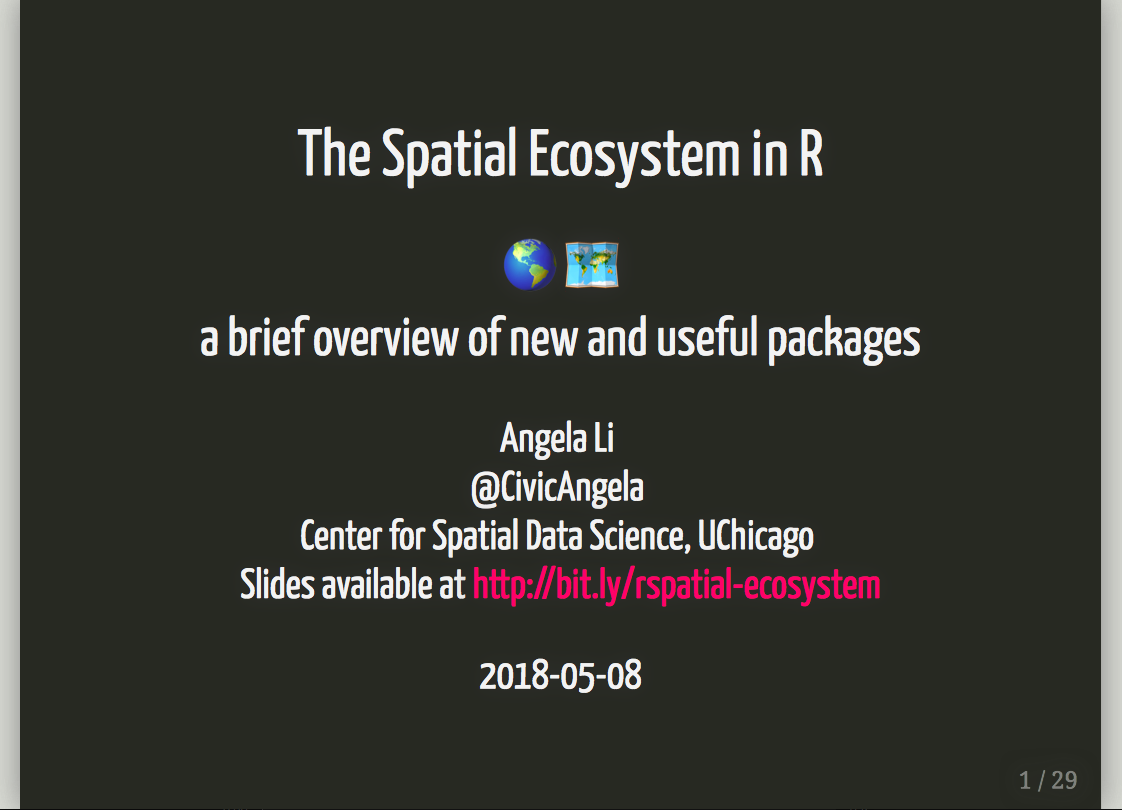 The Spatial Ecosystem in R
a brief overview of new and useful packages
Angela Li
@CivicAngela
Center for Spatial Data Science, UChicago
Slides available at http://bit.ly/rspatial-ecosystem
2018-05-08
1 / 29